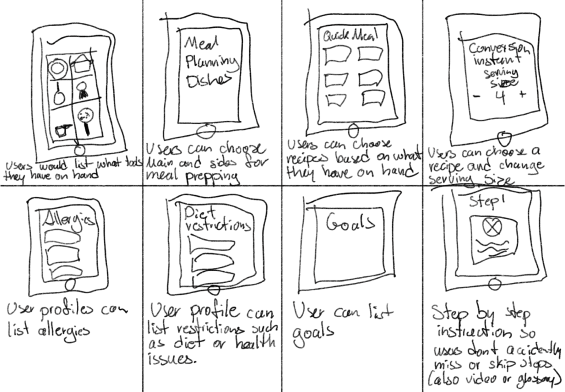 Users would list what tools
they have on hand
Meal
Planning
Dishes
Users can choose
main and sides for
meal prepping
Quick Meal
Users can choose
recipes based on what
they have on hand
Conversion
instant
serving
size
- 4 +
Users can choose a
recipe and change
serving size
Allergies
User profiles can
list allergies
Diet
restrictions
User profile can
list restrictions such
as diet or health
issues.
Goals
User can list
goals
Step 1
Step by step
instruction so
users dont accidently
miss or skip steps
(also video or glossary)